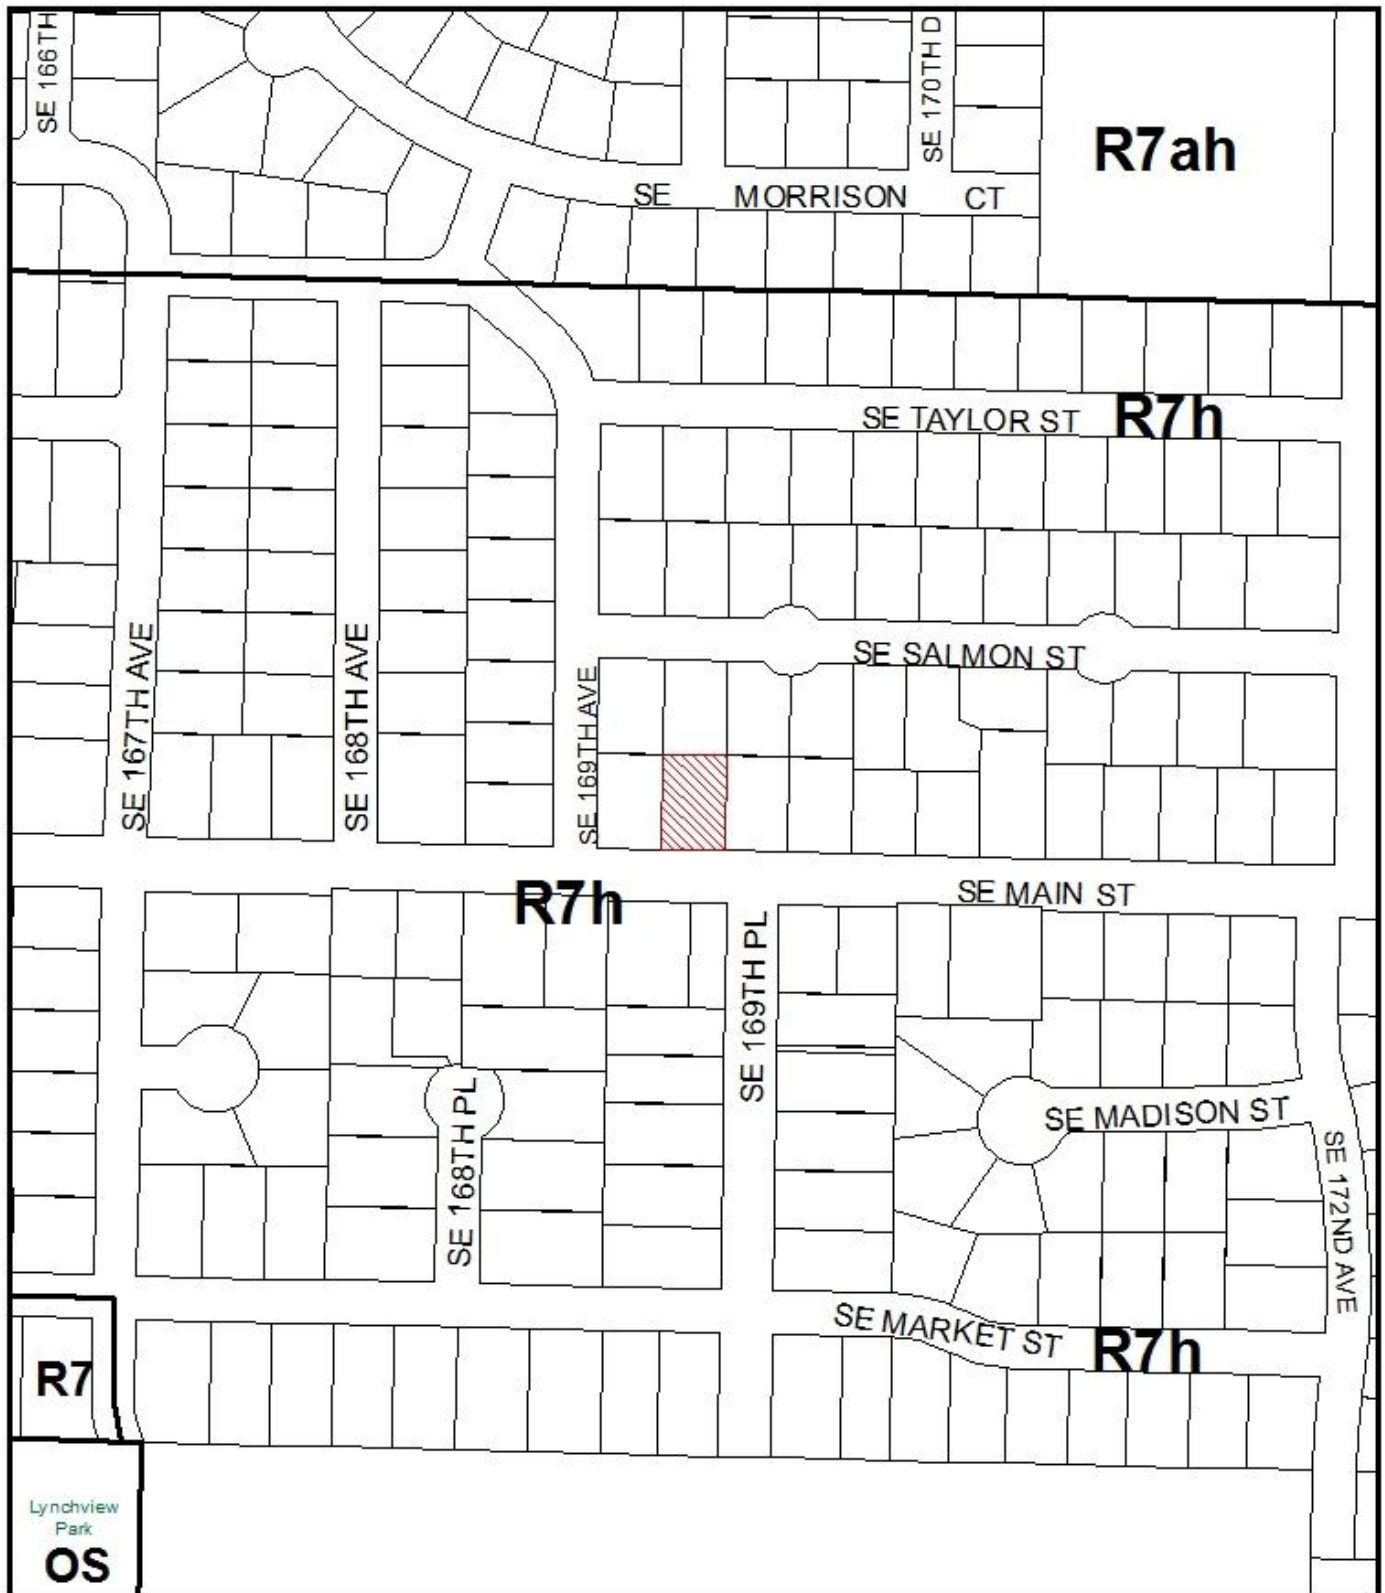 SE 166TH
SE 170TH D
R7ah
SE MORRISON CT
SE TAYLOR ST
R7h
SE SALMON ST
SE 167TH AVE
SE 168TH AVE
SE 169TH AVE
R7h
SE MAIN ST
SE 169TH PL
SE 168TH PL
SE MADISON ST
SE 172ND AVE
SE MARKET ST
R7h
R7
Lynchview
Park
OS